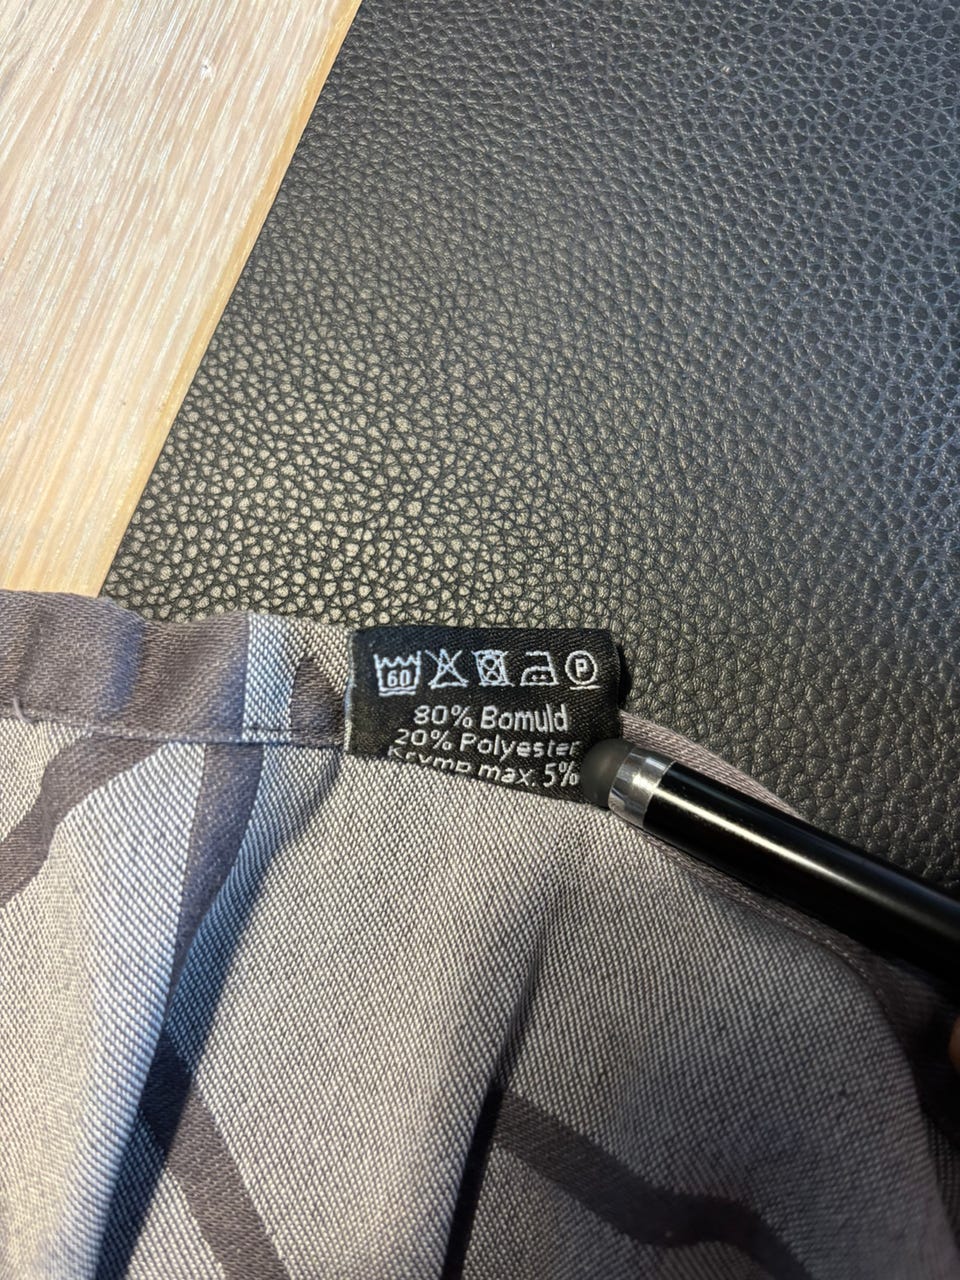 60 P
80% Bomuld
20% Polyester
Krymp max. 5%